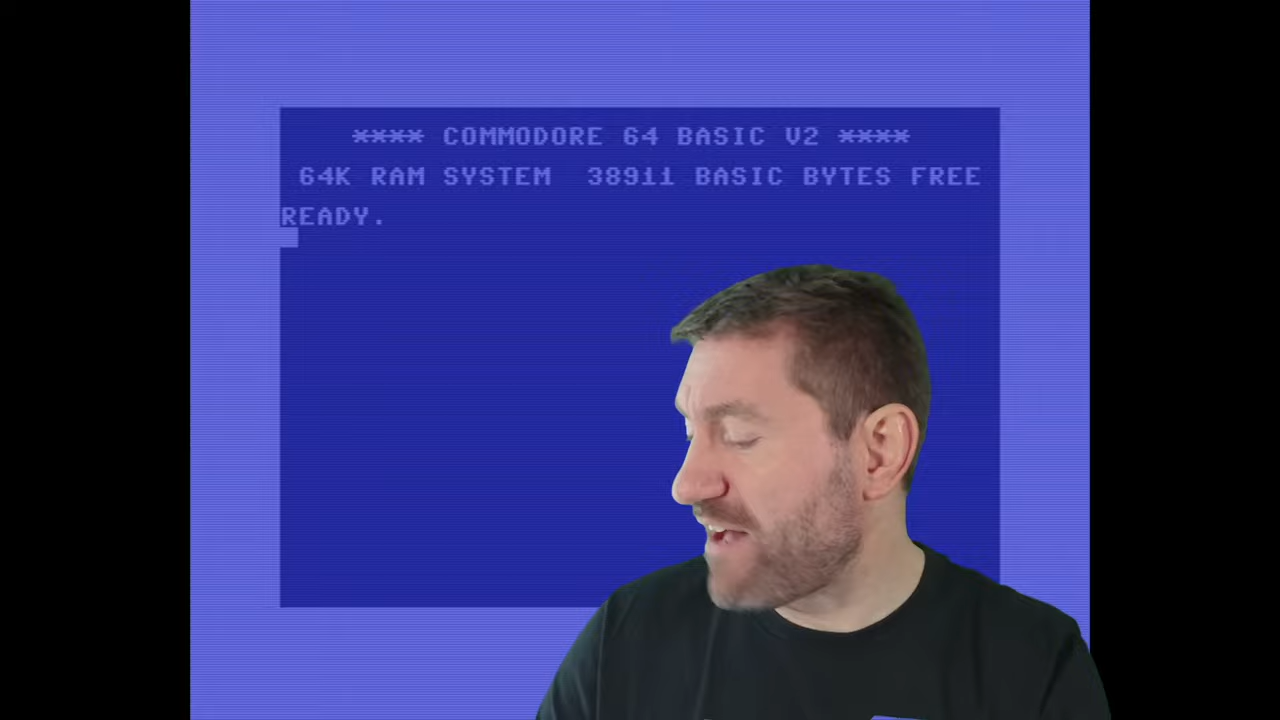 **** COMMODORE 64 BASIC V2 ****
64K RAM SYSTEM  38911 BASIC BYTES FREE
READY.